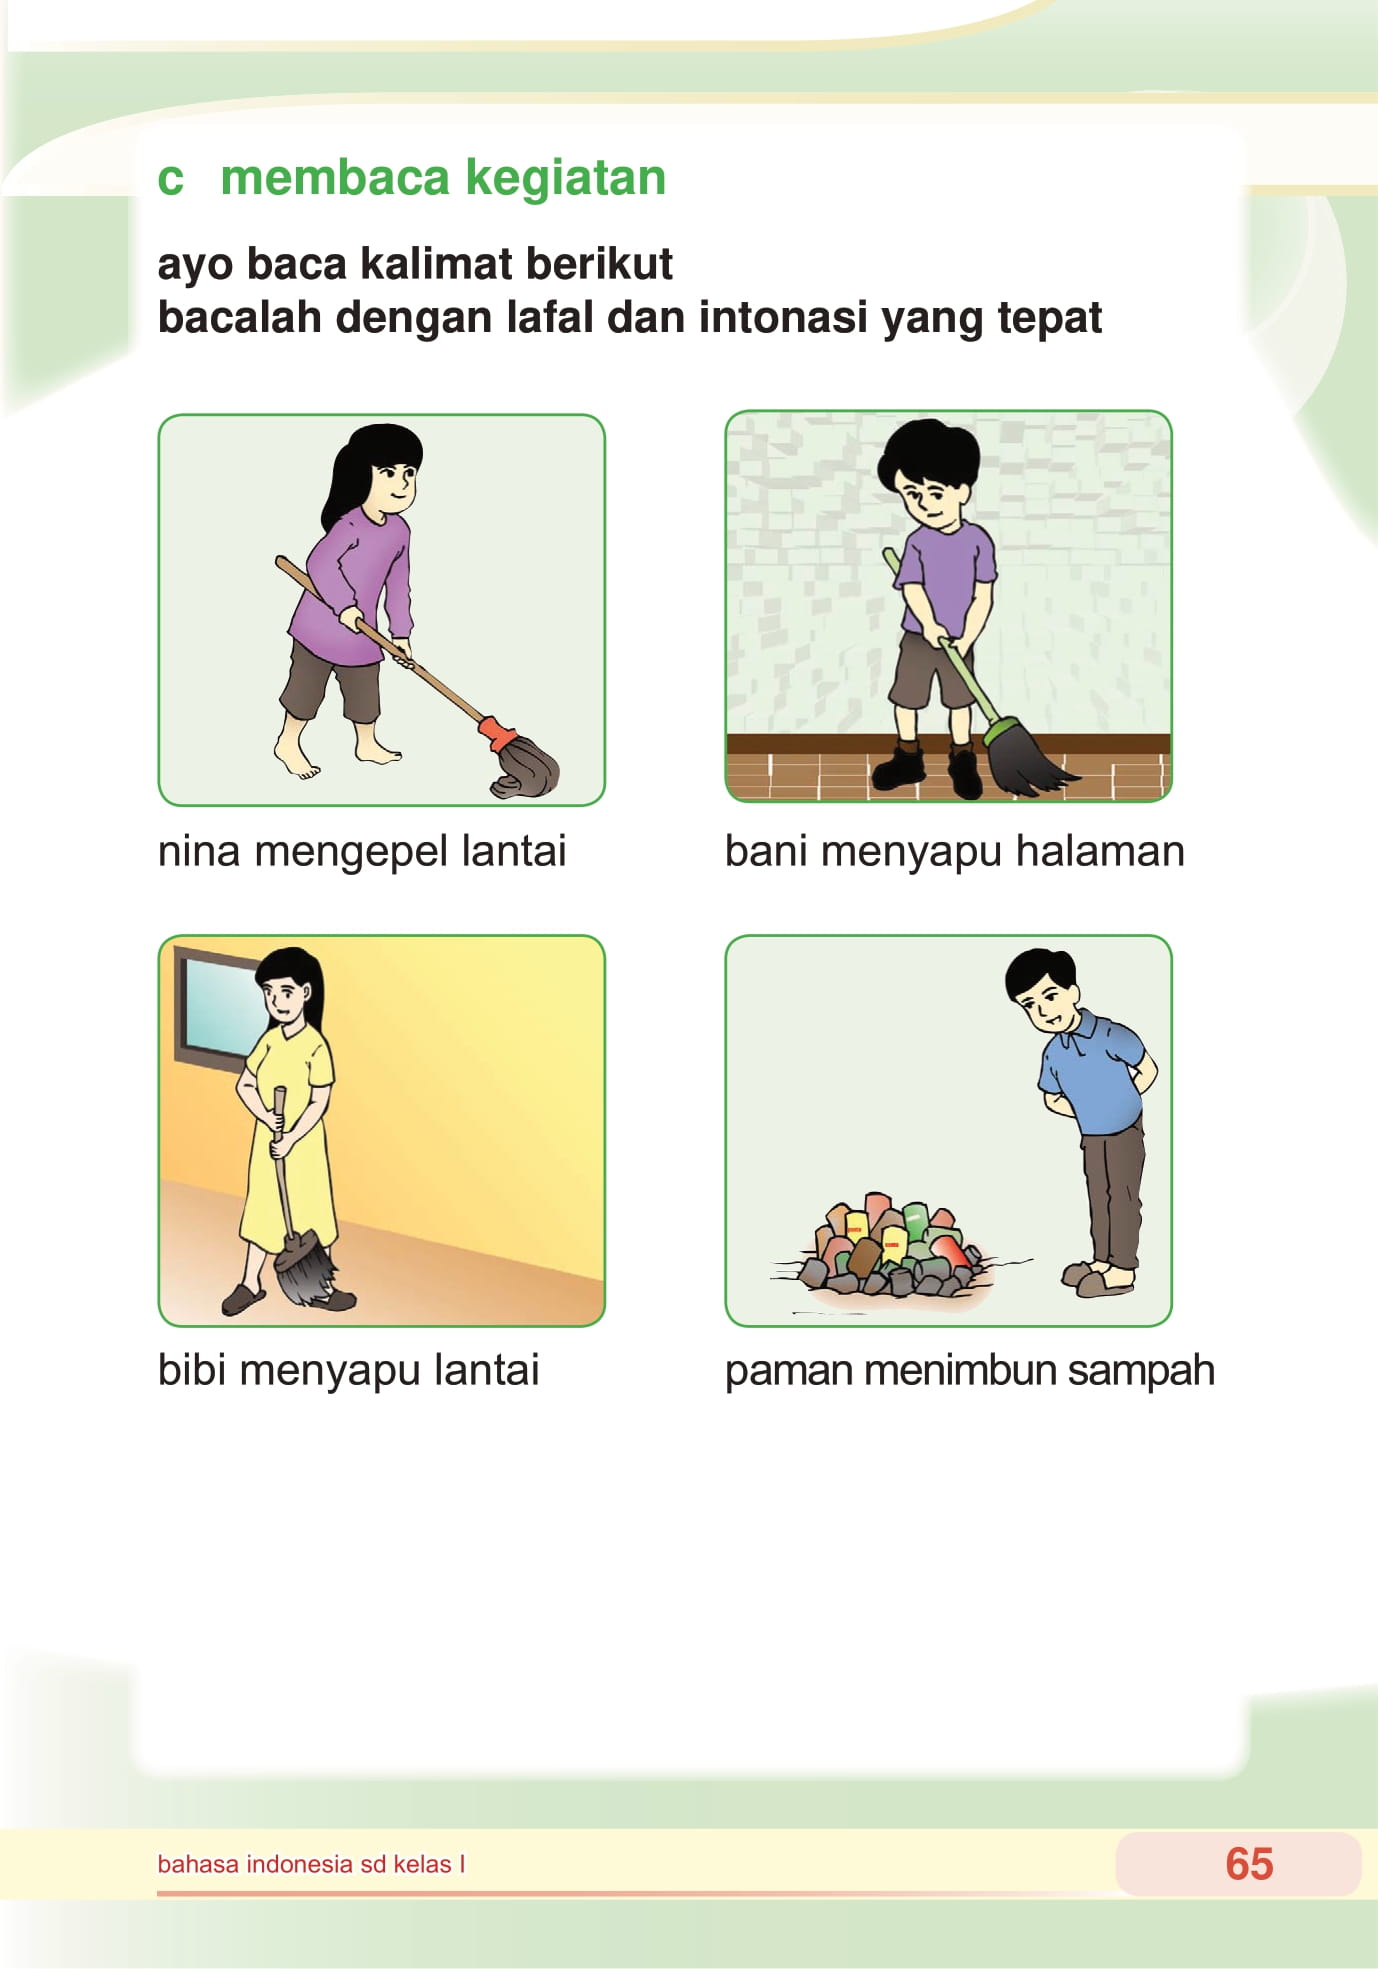 c membaca kegiatan
ayo baca kalimat berikut
bacalah dengan lafal dan intonasi yang tepat
nina mengepel lantai
bani menyapu halaman
bibi menyapu lantai
paman menimbun sampah
bahasa indonesia sd kelas I
65